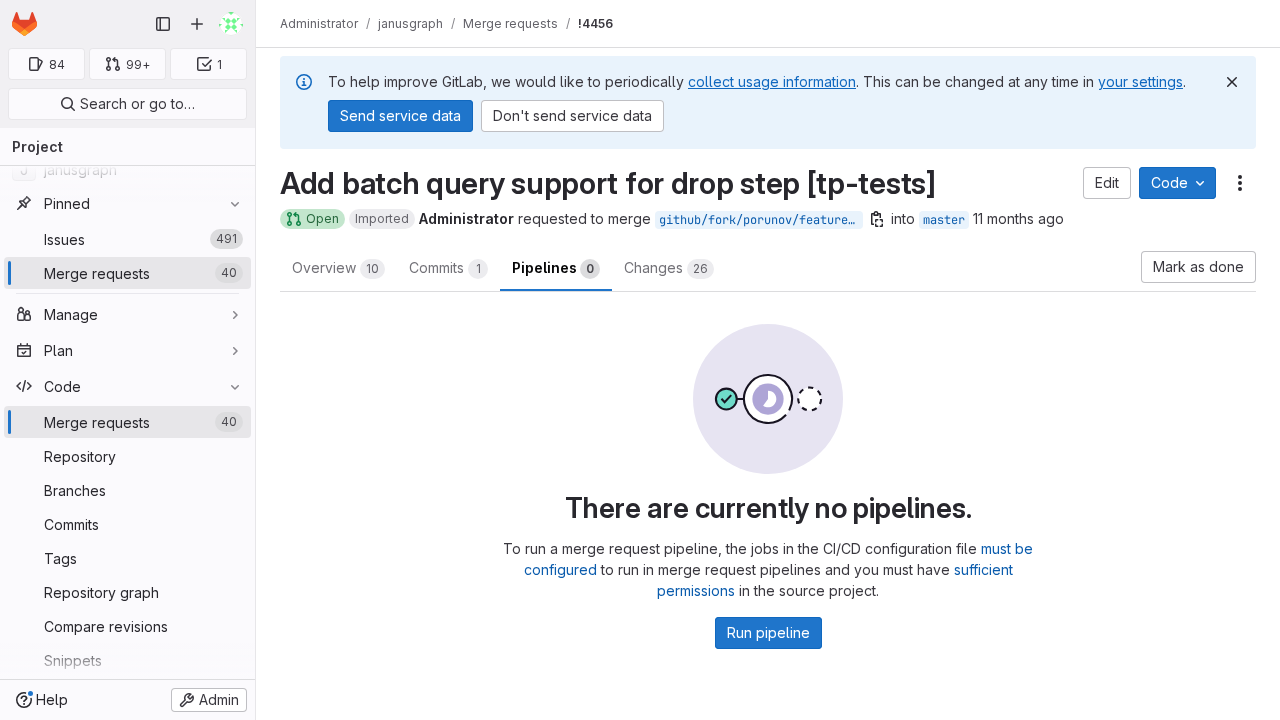 Administrator / janusgraph / Merge requests / !4456
84
99+
1
Search or go to…
Project
J janusgraph
Pinned
Issues 491
Merge requests 40
Manage
Plan
Code
Merge requests 40
Repository
Branches
Commits
Tags
Repository graph
Compare revisions
Snippets
Help
Admin
To help improve GitLab, we would like to periodically collect usage information. This can be changed at any time in your settings.
Send service data
Don't send service data
Add batch query support for drop step [tp-tests]
Edit
Code
Open Imported Administrator requested to merge github/fork/porunov/feature… into master 11 months ago
Overview 10 Commits 1 Pipelines 0 Changes 26
Mark as done
There are currently no pipelines.
To run a merge request pipeline, the jobs in the CI/CD configuration file must be
configured to run in merge request pipelines and you must have sufficient
permissions in the source project.
Run pipeline